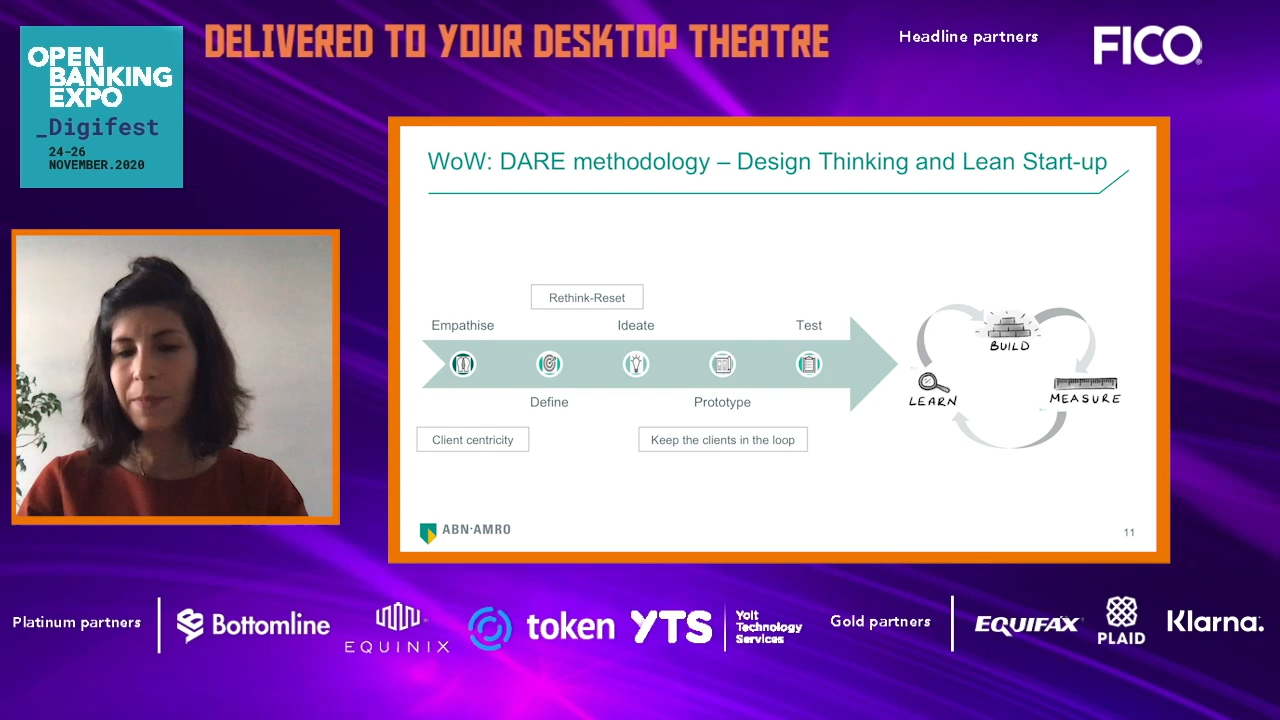 DELIVERED TO YOUR DESKTOP THEATRE
Headline partners
FICO
OPEN
BANKING
EXPO
_Digifest
24-26
NOVEMBER.2020
WoW: DARE methodology – Design Thinking and Lean Start-up
Rethink-Reset
Empathise
Ideate
Test
Define
Prototype
Client centricity
Keep the clients in the loop
BUILD
LEARN
MEASURE
ABN·AMRO
11
Platinum partners
Bottomline
EQUINIX
token
YTS
Yolt
Technology
Services
Gold partners
EQUIFAX
PLAID
Klarna.